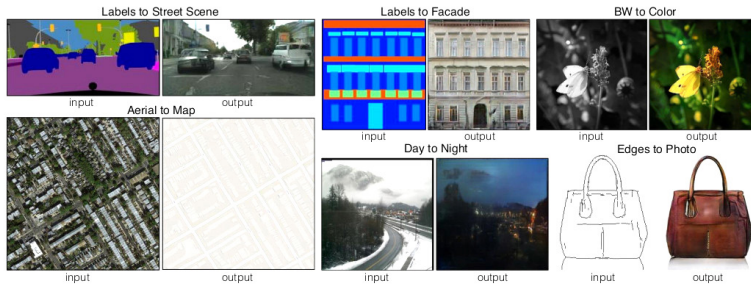 Labels to Street Scene
input
output
Labels to Facade
input
output
BW to Color
input
output
Aerial to Map
input
output
Day to Night
input
output
Edges to Photo
input
output